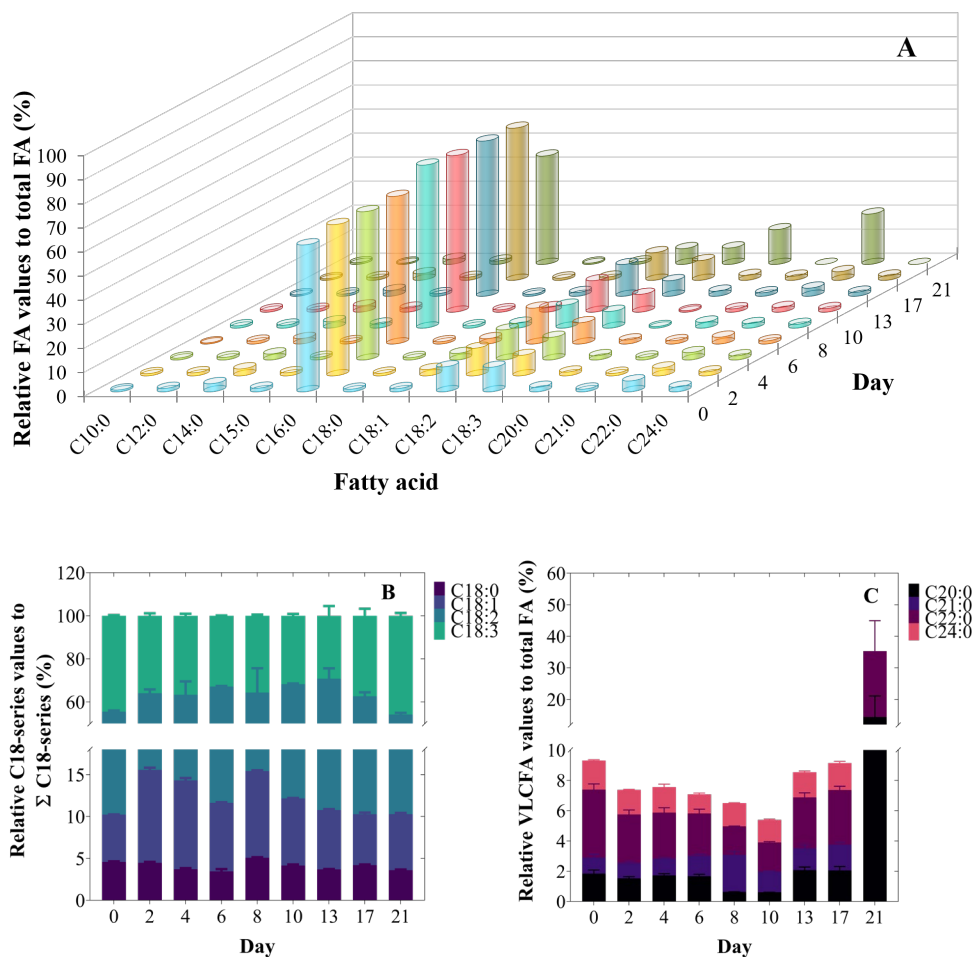 A
Relative FA values to total FA (%)
100
90
80
70
60
50
40
30
20
10
0
C10:0
C12:0
C14:0
C15:0
C16:0
C18:0
C18:1
C18:2
C18:3
C20:0
C21:0
C22:0
C24:0
Fatty acid
0
2
4
6
8
10
13
17
21
Day
B
Relative C18-series values to
Σ C18-series (%)
120
100
80
60
15
10
5
0
0 2 4 6 8 10 13 17 21
Day
C18:0
C18:1
C18:2
C18:3
C
Relative VLCFA values to total FA (%)
60
50
40
30
20
10
8
6
4
2
0
0 2 4 6 8 10 13 17 21
Day
C20:0
C21:0
C22:0
C24:0